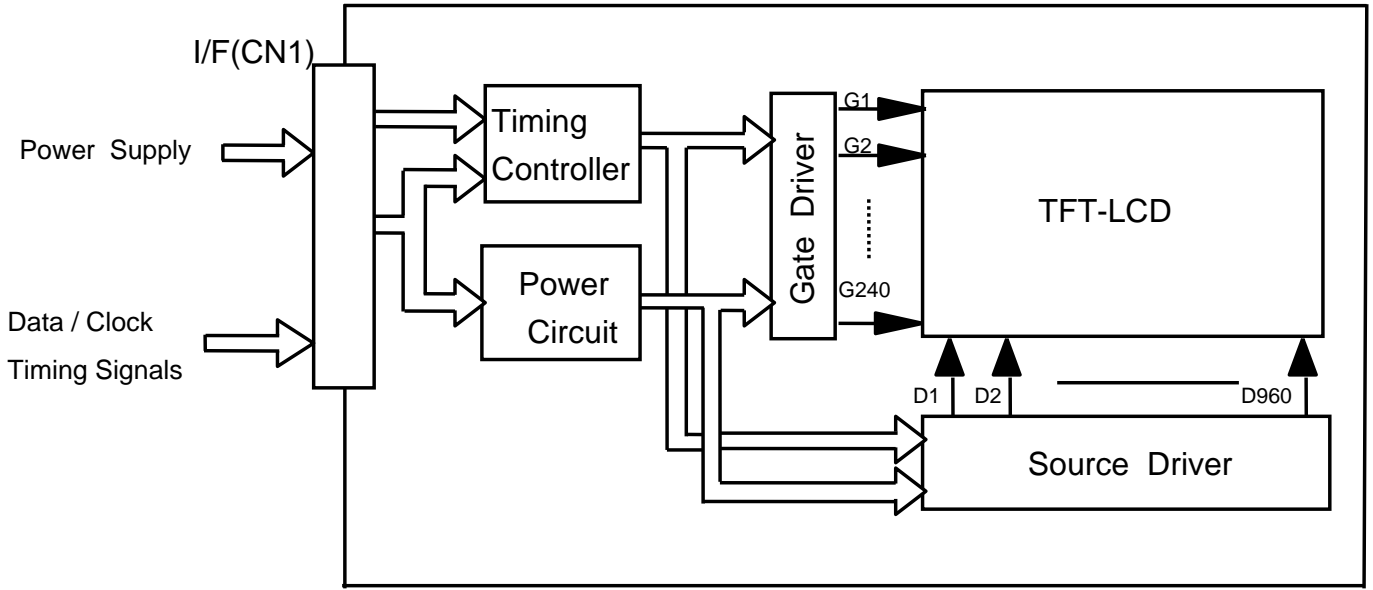 I/F(CN1)
Power Supply
Data / Clock
Timing Signals
Timing
Controller
Power
Circuit
Gate Driver
G1
G2
G240
TFT-LCD
D1
D2
D960
Source Driver